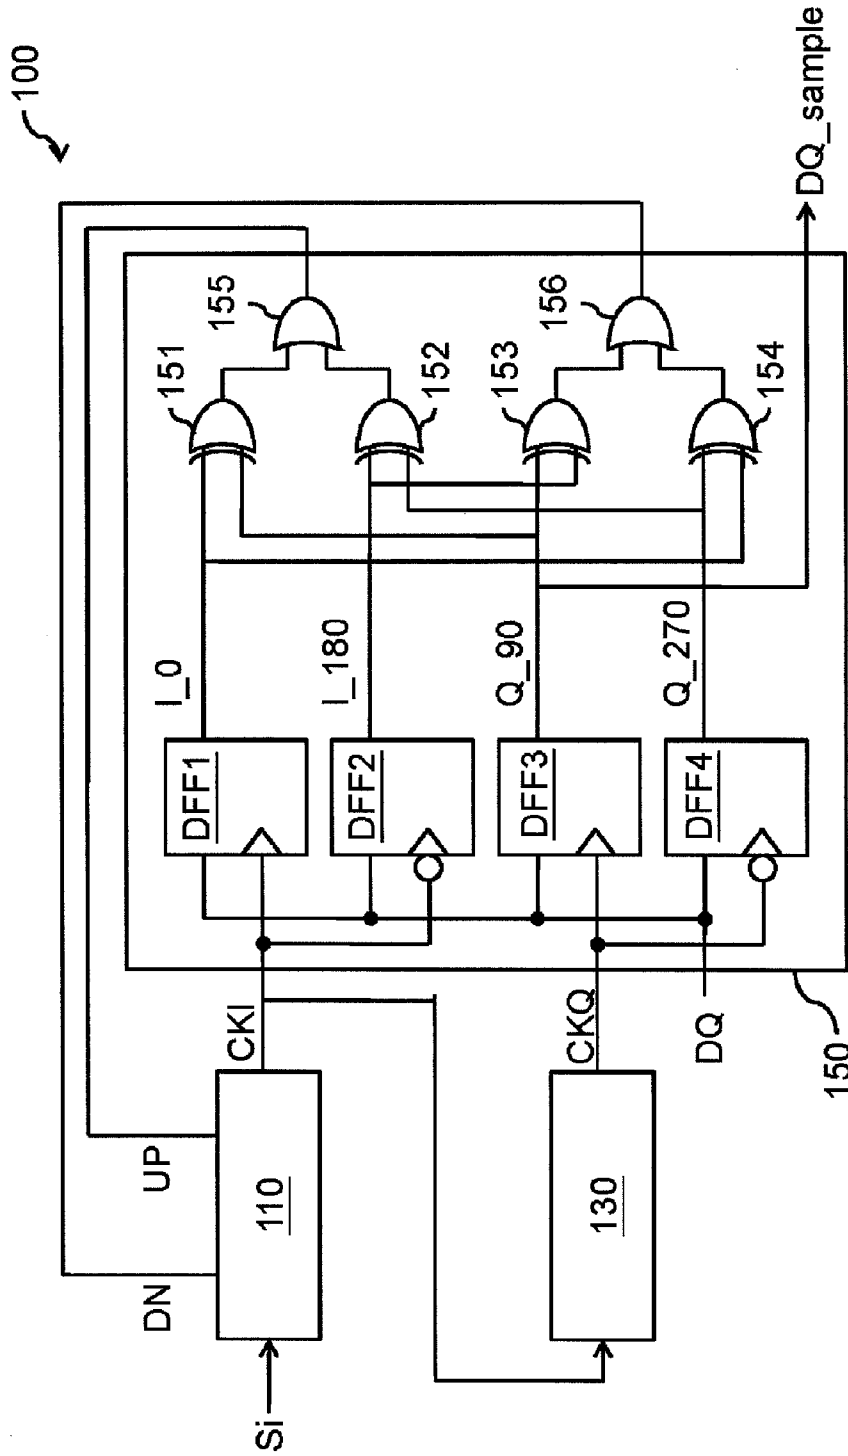 100
DN
UP
Si
110
CKI
130
CKQ
DQ
150
DFF1
DFF2
DFF3
DFF4
I_0
I_180
Q_90
Q_270
151
152
153
154
155
156
DQ_sample